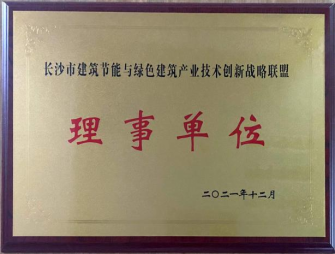 长沙市建筑节能与绿色建筑产业技术创新战略联盟
理事单位
二〇二一年十二月